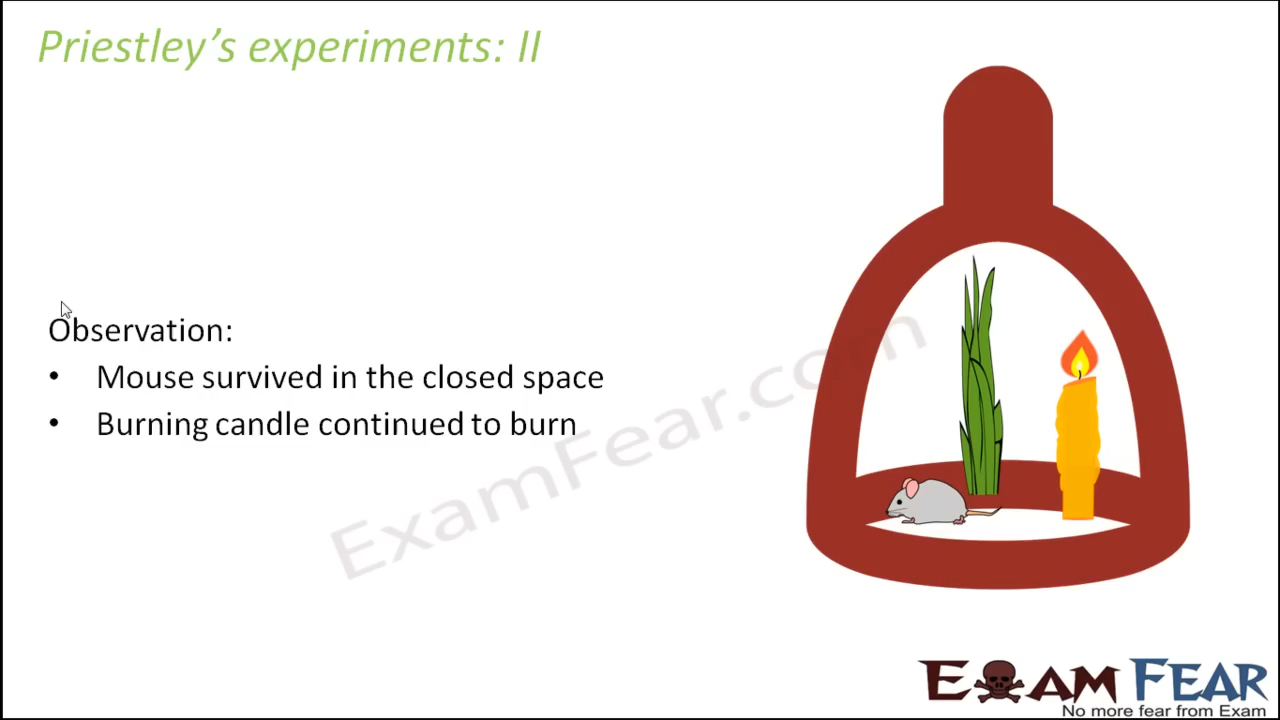 Priestley's experiments: II
Observation:
• Mouse survived in the closed space
• Burning candle continued to burn
ExamFear.com
EXAM FEAR
No more fear from Exam